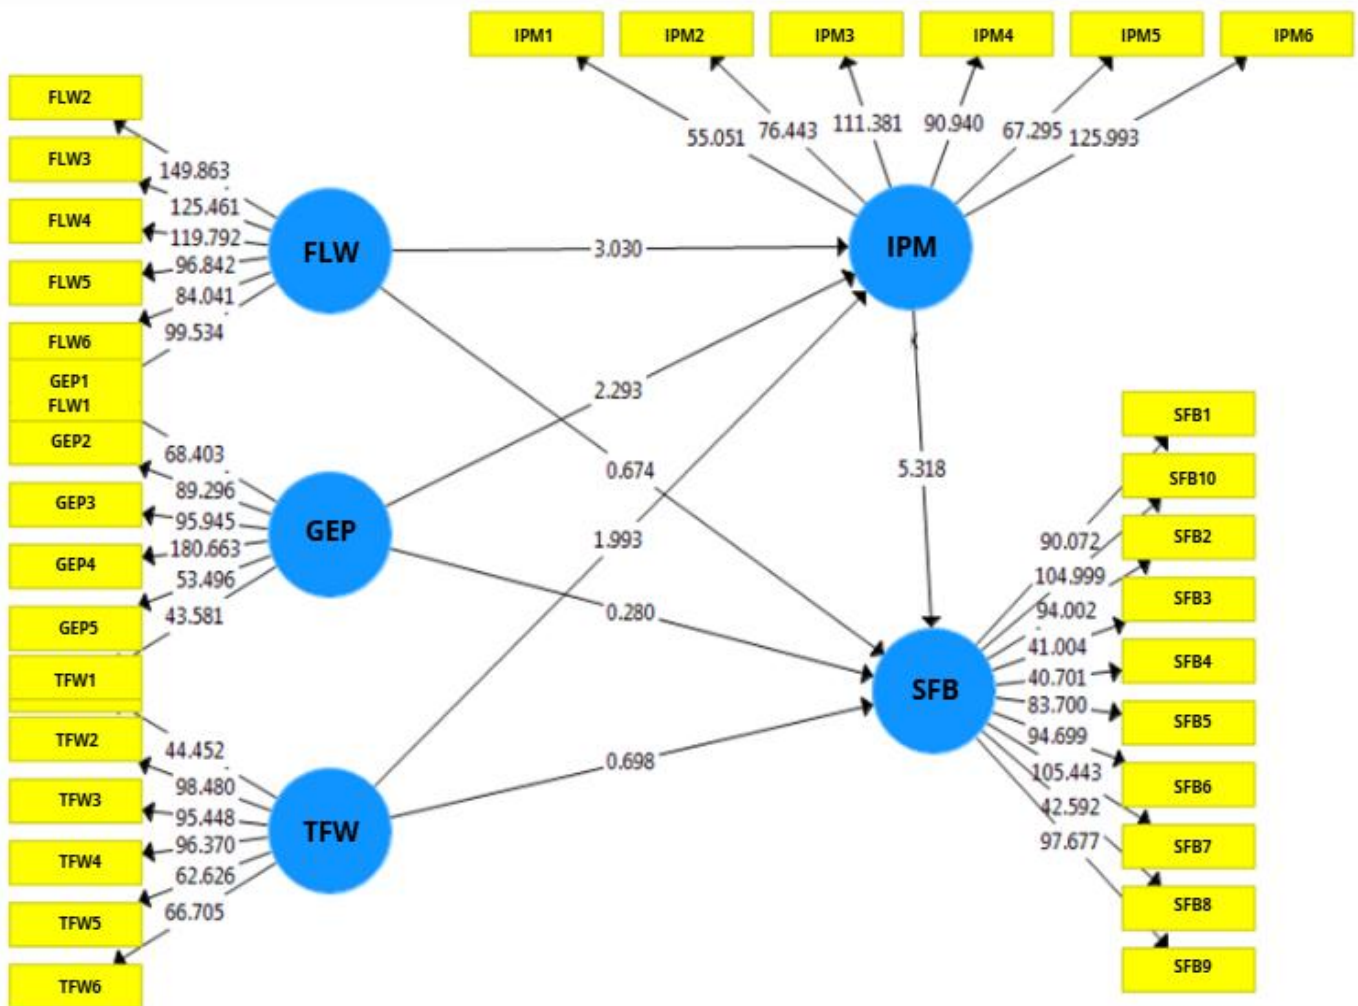 IPM1 IPM2 IPM3 IPM4 IPM5 IPM6
55.051 76.443 111.381 90.940 67.295 125.993
FLW2
FLW3
FLW4
FLW5
FLW6
GEP1
FLW1
GEP2
GEP3
GEP4
GEP5
TFW1
TFW2
TFW3
TFW4
TFW5
TFW6
149.863
125.461
119.792
96.842
84.041
99.534
68.403
89.296
95.945
180.663
53.496
43.581
44.452
98.480
95.448
96.370
62.626
66.705
FLW
GEP
TFW
3.030
2.293
0.674
1.993
0.280
0.698
IPM
5.318
SFB
90.072
104.999
94.002
41.004
40.701
83.700
94.699
105.443
42.592
97.677
SFB1
SFB10
SFB2
SFB3
SFB4
SFB5
SFB6
SFB7
SFB8
SFB9